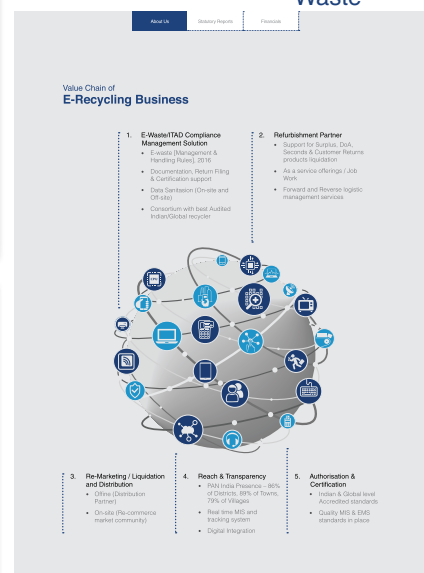 Waste
About Us
Statutory Reports
Financials
Value Chain of
E-Recycling Business
1. E-Waste/ITAD Compliance
Management Solution
• E-waste [Management &
Handling Rules], 2016
• Documentation, Return Filing
& Certification support
• Data Sanitasion (On-site and
Off-site)
• Consortium with best Audited
Indian/Global recycler
2. Refurbishment Partner
• Support for Surplus, DoA,
Seconds & Customer Returns
products liquidation
• As a service offerings / Job
Work
• Forward and Reverse logistic
management services
3. Re-Marketing / Liquidation
and Distribution
• Offline (Distribution
Partner)
• On-site (Re-commerce
market community)
4. Reach & Transparency
• PAN India Presence – 86%
of Districts, 89% of Towns,
79% of Villages
• Real time MIS and
tracking system
• Digital Integration
5. Authorisation &
Certification
• Indian & Global level
Accredited standards
• Quality MIS & EMS
standards in place